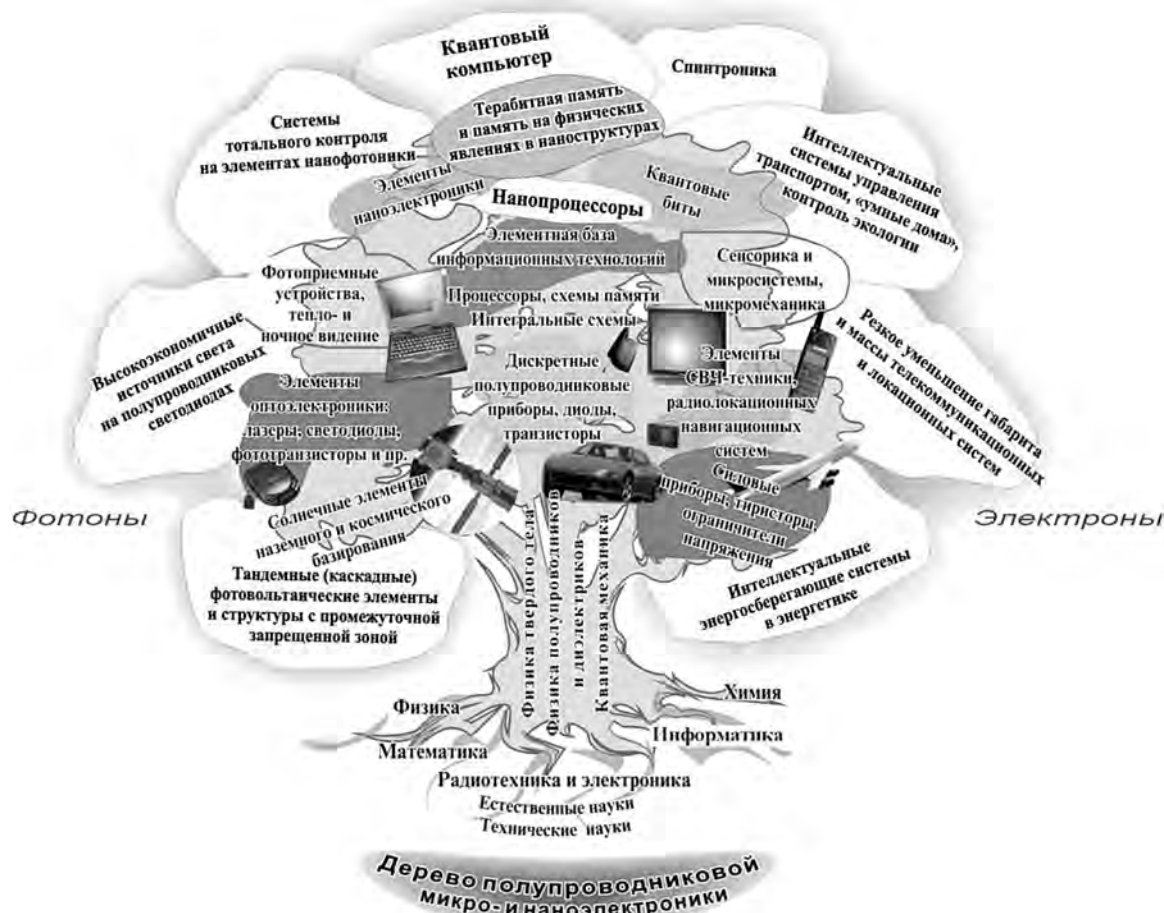 Квантовый
компьютер
Спинтроника
Терабитная память
и память на физических
явлениях в наноструктурах
Системы
тотального контроля
на элементах нанофотоники
Интеллектуальные
системы управления
транспортом, «умные дома»,
контроль экологии
Элементы
наноэлектроники
Квантовые
биты
Нанопроцессоры
Элементная база
информационных технологий
Сенсорика и
микросистемы,
микромеханика
Фотоприемные
устройства,
тепло- и
ночное видение
Процессоры, схемы памяти
Интегральные схемы
Высокоэкономичные
источники света
на полупроводниковых
светодиодах
Резкое уменьшение габарита
и массы телекоммуникационных
и локационных систем
Дискретные
полупроводниковые
приборы, диоды,
транзисторы
Элементы
СВЧ-техники,
радиолокационных
навигационных
систем
Элементы
оптоэлектроники:
лазеры, светодиоды,
фототранзисторы и пр.
Силовые
приборы, тиристоры,
ограничители
напряжения
Солнечные элементы
наземного и космического
базирования
Фотоны
Электроны
Тандемные (каскадные)
фотовольтаические элементы
и структуры с промежуточной
запрещенной зоной
Интеллектуальные
энергосберегающие системы
в энергетике
Физика твердого тела
Физика полупроводников
и диэлектриков
Квантовая механика
Физика
Химия
Математика
Информатика
Радиотехника и электроника
Естественные науки
Технические науки
Дерево полупроводниковой
микро- и наноэлектроники